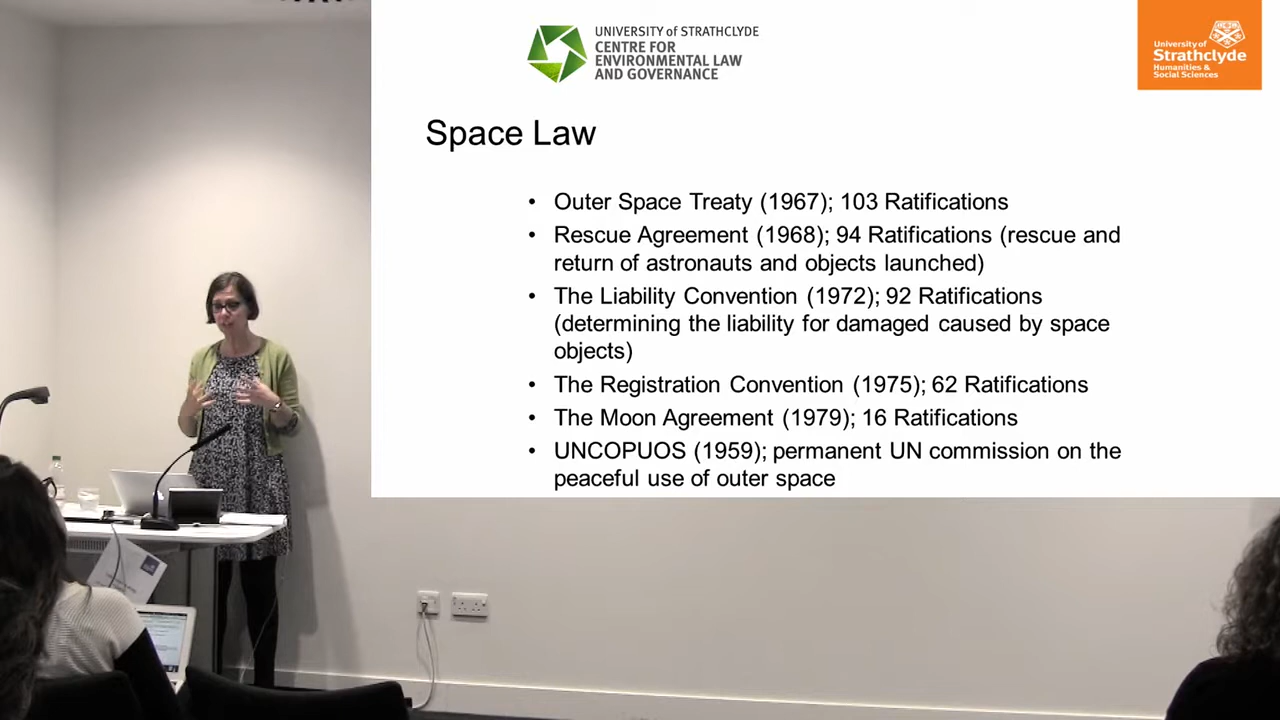 UNIVERSITY of STRATHCLYDE
CENTRE FOR
ENVIRONMENTAL LAW
AND GOVERNANCE
University of
Strathclyde
Humanities &
Social Sciences
Space Law
• Outer Space Treaty (1967); 103 Ratifications
• Rescue Agreement (1968); 94 Ratifications (rescue and
return of astronauts and objects launched)
• The Liability Convention (1972); 92 Ratifications
(determining the liability for damaged caused by space
objects)
• The Registration Convention (1975); 62 Ratifications
• The Moon Agreement (1979); 16 Ratifications
• UNCOPUOS (1959); permanent UN commission on the
peaceful use of outer space